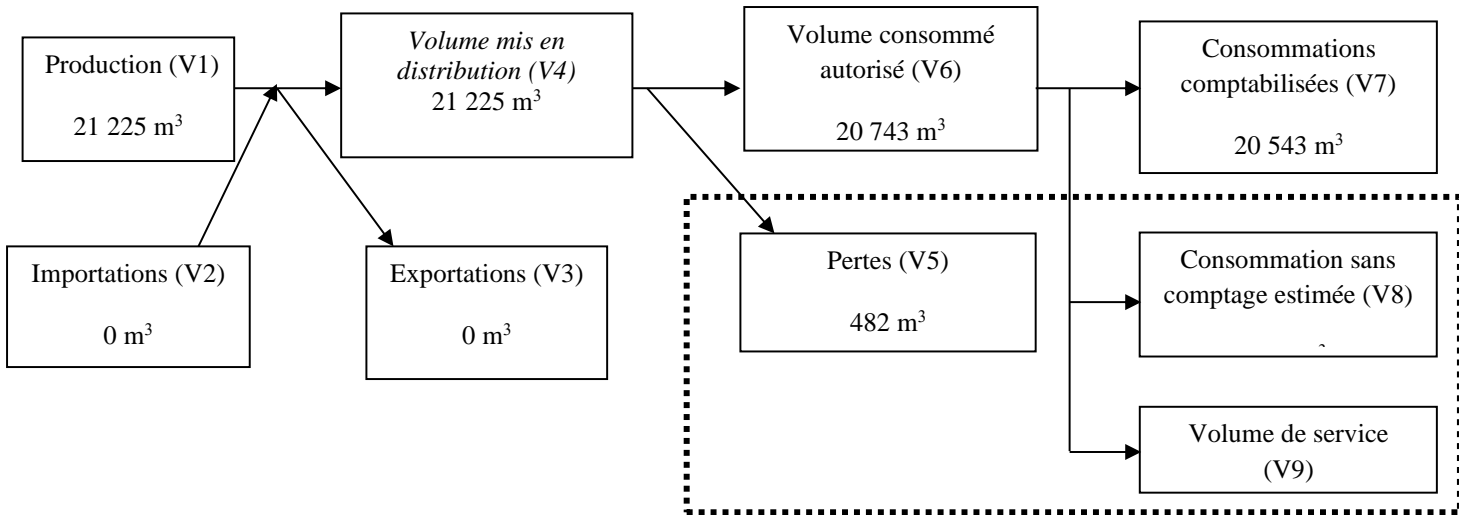 Production (V1)
21 225 m³
Volume mis en
distribution (V4)
21 225 m³
Volume consommé
autorisé (V6)
20 743 m³
Consommations
comptabilisées (V7)
20 543 m³
Importations (V2)
0 m³
Exportations (V3)
0 m³
Pertes (V5)
482 m³
Consommation sans
comptage estimée (V8)
Volume de service
(V9)